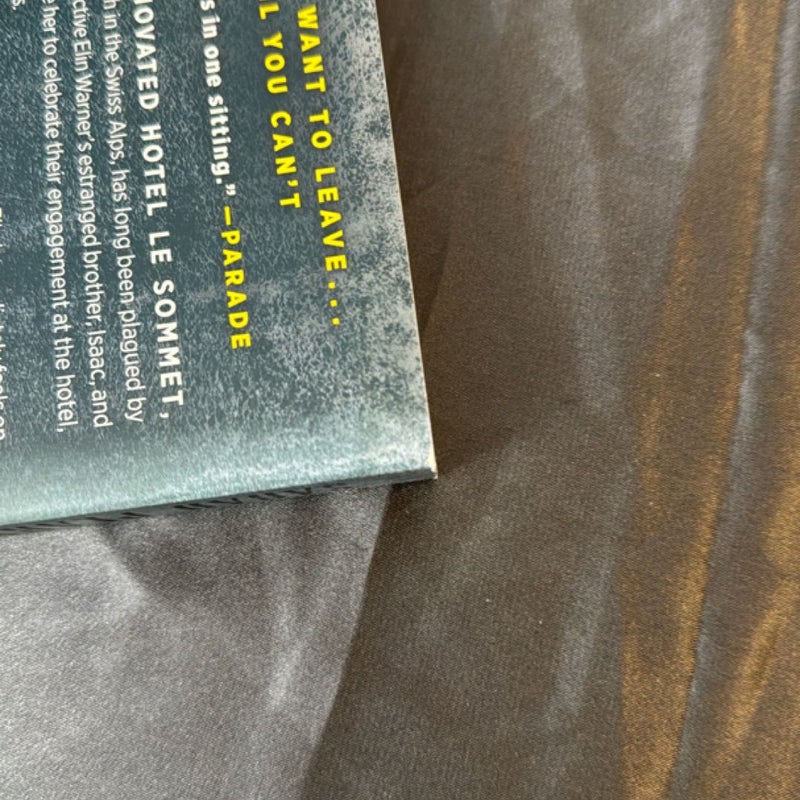 WANT TO LEAVE...
L YOU CAN'T
s in one sitting." —PARADE
NOVATED HOTEL LE SOMMET,
h in the Swiss Alps, has long been plagued by
ctive Elin Warner's estranged brother, Isaac, and
e her to celebrate their engagement at the hotel,
s.